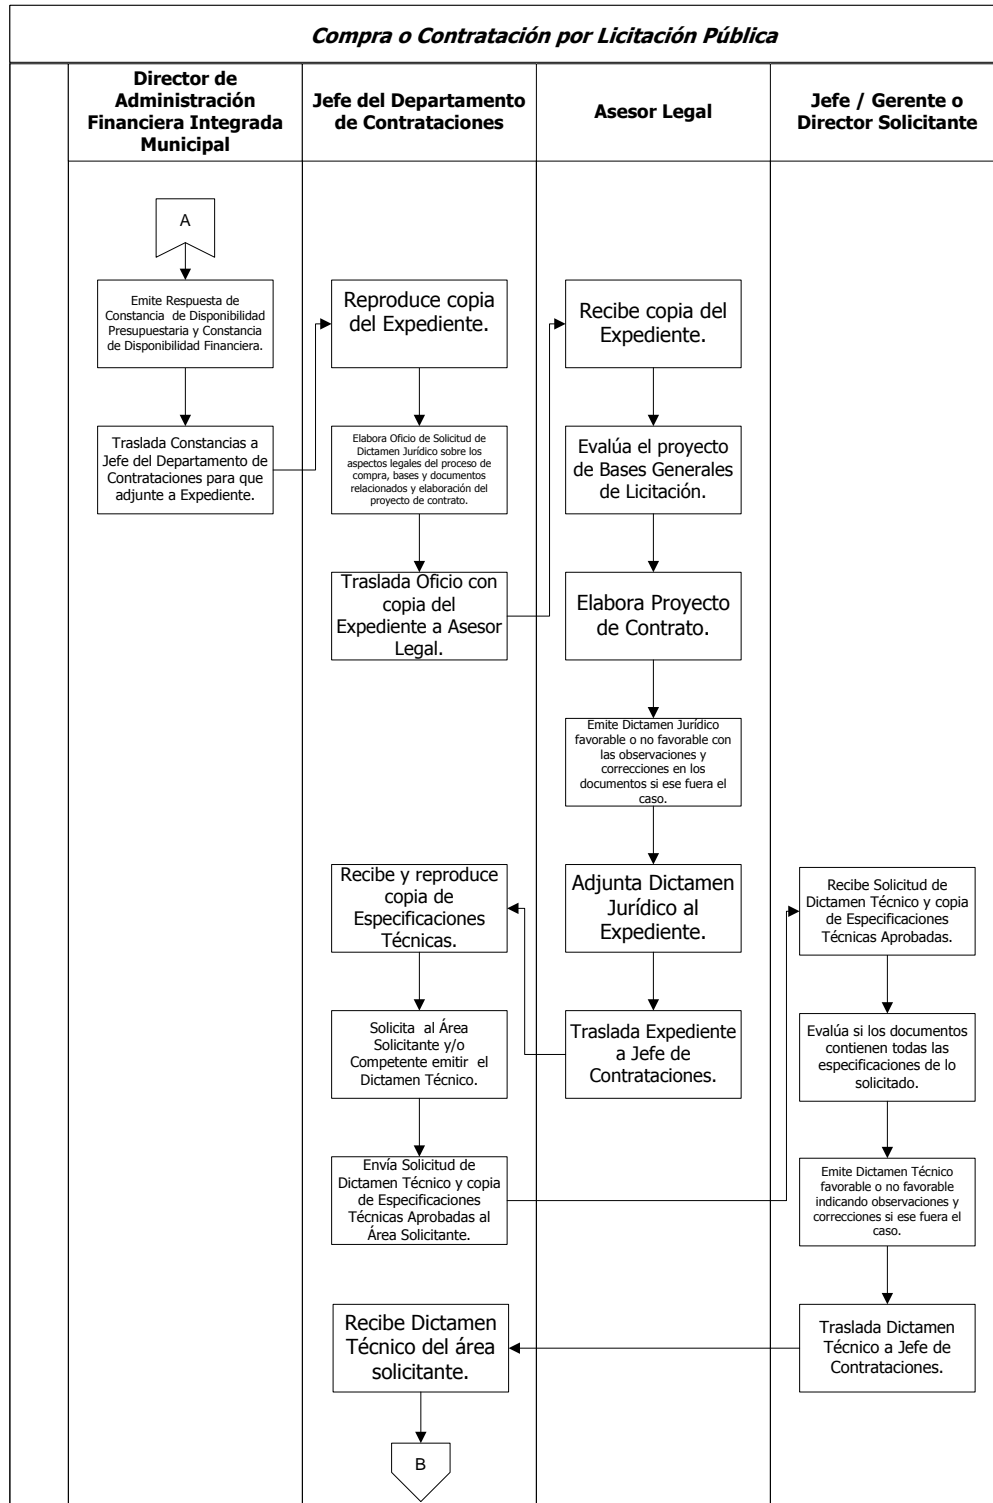 Compra o Contratación por Licitación Pública
Director de
Administración
Financiera Integrada
Municipal
Jefe del Departamento
de Contrataciones
Asesor Legal
Jefe / Gerente o
Director Solicitante
A
Emite Respuesta de
Constancia de Disponibilidad
Presupuestaria y Constancia
de Disponibilidad Financiera.
Traslada Constancias a
Jefe del Departamento de
Contrataciones para que
adjunte a Expediente.
Reproduce copia
del Expediente.
Elabora Oficio de Solicitud de
Dictamen Jurídico sobre los
aspectos legales del proceso de
compra, bases y documentos
relacionados y elaboración del
proyecto de contrato.
Traslada Oficio con
copia del
Expediente a Asesor
Legal.
Recibe copia del
Expediente.
Evalúa el proyecto
de Bases Generales
de Licitación.
Elabora Proyecto
de Contrato.
Emite Dictamen Jurídico
favorable o no favorable con
las observaciones y
correcciones en los
documentos si ese fuera el
caso.
Adjunta Dictamen
Jurídico al
Expediente.
Traslada Expediente
a Jefe de
Contrataciones.
Recibe y reproduce
copia de
Especificaciones
Técnicas.
Solicita al Área
Solicitante y/o
Competente emitir el
Dictamen Técnico.
Envía Solicitud de
Dictamen Técnico y copia
de Especificaciones
Técnicas Aprobadas al
Área Solicitante.
Recibe Solicitud de
Dictamen Técnico y copia
de Especificaciones
Técnicas Aprobadas.
Evalúa si los documentos
contienen todas las
especificaciones de lo
solicitado.
Emite Dictamen Técnico
favorable o no favorable
indicando observaciones y
correcciones si ese fuera el
caso.
Traslada Dictamen
Técnico a Jefe de
Contrataciones.
Recibe Dictamen
Técnico del área
solicitante.
B